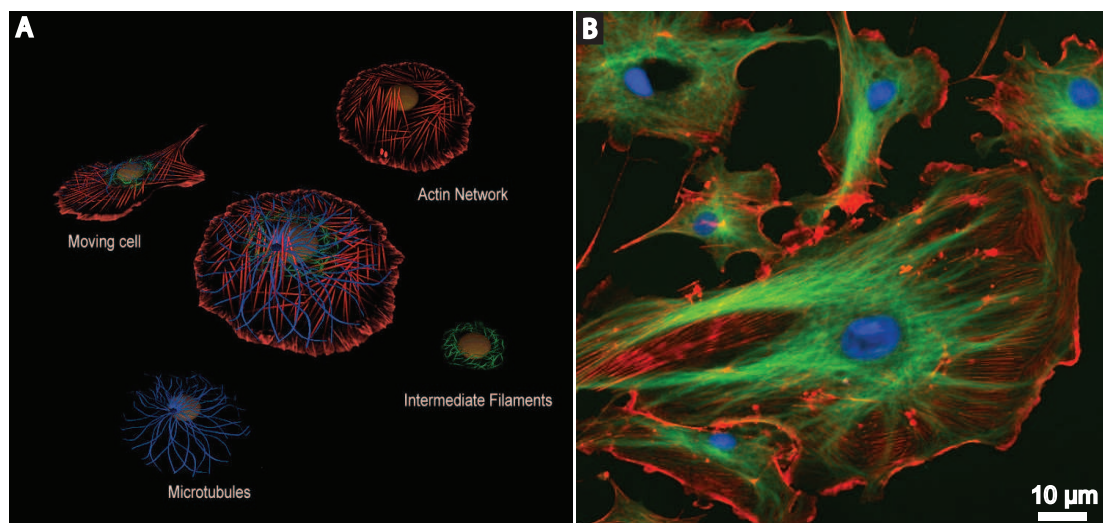 A
Actin Network
Moving cell
Intermediate Filaments
Microtubules
B
10 µm